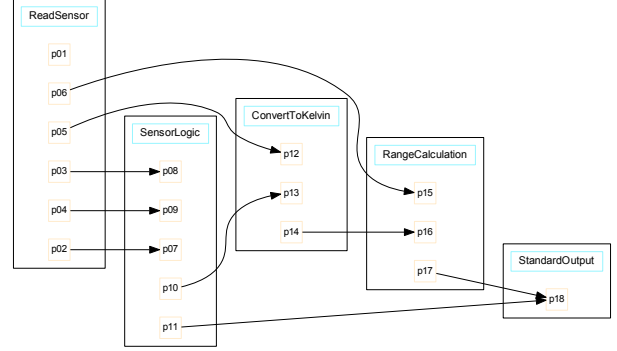 ReadSensor
p01
p06
p05
p03
p04
p02
SensorLogic
p08
p09
p07
p10
p11
ConvertToKelvin
p12
p13
p14
RangeCalculation
p15
p16
p17
StandardOutput
p18